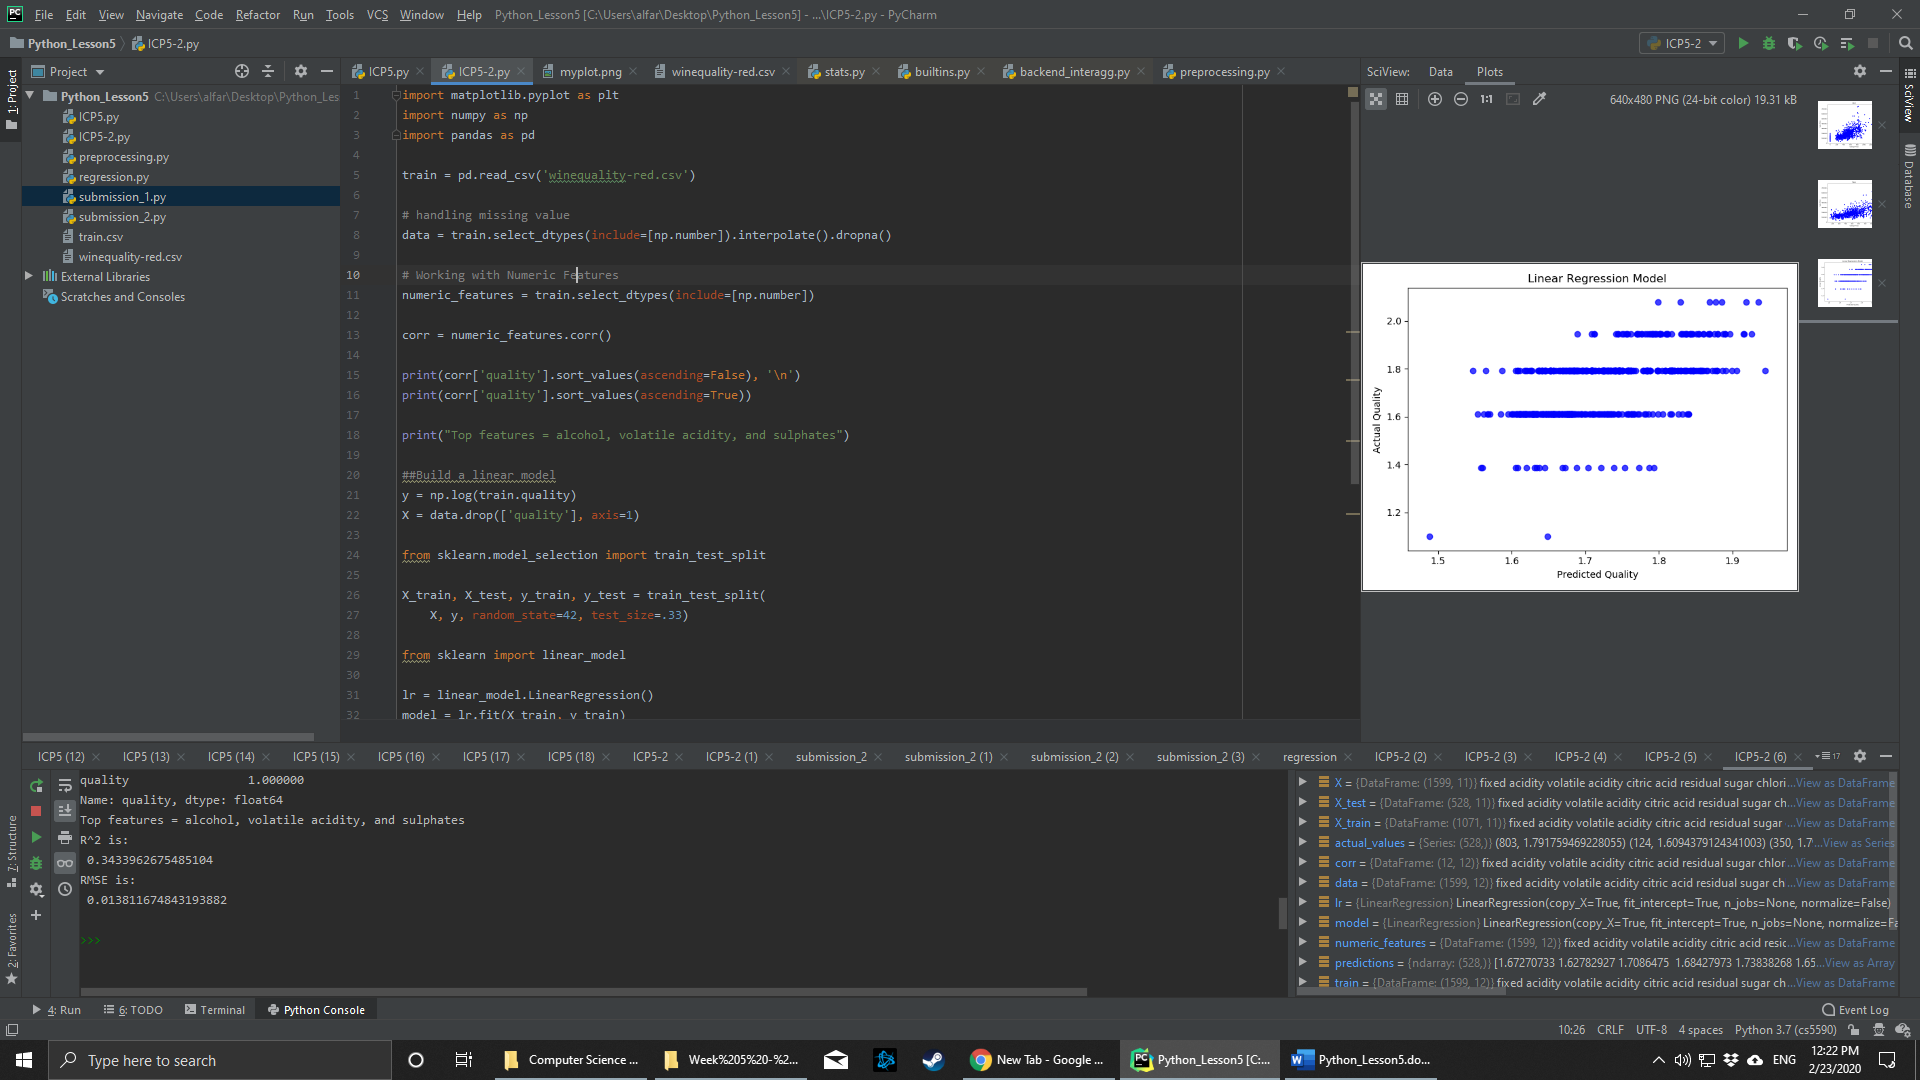 File Edit View Navigate Code Refactor Run Tools VCS Window Help Python_Lesson5 [C:\Users\alfar\Desktop\Python_Lesson5] - ...\ICP5-2.py - PyCharm
Python_Lesson5 ICP5-2.py ICP5-2
Project ICP5.py ICP5-2.py myplot.png winequality-red.csv stats.py builtins.py backend_interagg.py preprocessing.py SciView: Data Plots
1: Project
Python_Lesson5 C:\Users\alfar\Desktop\Python_Les
ICP5.py
ICP5-2.py
preprocessing.py
regression.py
submission_1.py
submission_2.py
train.csv
winequality-red.csv
External Libraries
Scratches and Consoles
1 import matplotlib.pyplot as plt
2 import numpy as np
3 import pandas as pd
4
5 train = pd.read_csv('winequality-red.csv')
6
7 # handling missing value
8 data = train.select_dtypes(include=[np.number]).interpolate().dropna()
9
10 # Working with Numeric Features
11 numeric_features = train.select_dtypes(include=[np.number])
12
13 corr = numeric_features.corr()
14
15 print(corr['quality'].sort_values(ascending=False), '\n')
16 print(corr['quality'].sort_values(ascending=True))
17
18 print("Top features = alcohol, volatile acidity, and sulphates")
19
20 ##Build a linear model
21 y = np.log(train.quality)
22 X = data.drop(['quality'], axis=1)
23
24 from sklearn.model_selection import train_test_split
25
26 X_train, X_test, y_train, y_test = train_test_split(
27 X, y, random_state=42, test_size=.33)
28
29 from sklearn import linear_model
30
31 lr = linear_model.LinearRegression()
32 model = lr.fit(X_train, y_train)
1:1 640x480 PNG (24-bit color) 19.31 kB
SciView
Database
Linear Regression Model
2.0
1.8
1.6
1.4
1.2
Actual Quality
1.5 1.6 1.7 1.8 1.9
Predicted Quality
ICP5 (12) ICP5 (13) ICP5 (14) ICP5 (15) ICP5 (16) ICP5 (17) ICP5 (18) ICP5-2 ICP5-2 (1) submission_2 submission_2 (1) submission_2 (2) submission_2 (3) regression ICP5-2 (2) ICP5-2 (3) ICP5-2 (4) ICP5-2 (5) ICP5-2 (6) 17
quality 1.000000
Name: quality, dtype: float64
Top features = alcohol, volatile acidity, and sulphates
R^2 is:
0.3433962675485104
RMSE is:
0.013811674843193882
>>>
7: Structure
2: Favorites
X = {DataFrame: (1599, 11)} fixed acidity volatile acidity citric acid residual sugar chlori...View as DataFrame
X_test = {DataFrame: (528, 11)} fixed acidity volatile acidity citric acid residual sugar ch...View as DataFrame
X_train = {DataFrame: (1071, 11)} fixed acidity volatile acidity citric acid residual sugar ...View as DataFrame
actual_values = {Series: (528,)} (803, 1.791759469228055) (124, 1.6094379124341003) (350, 1.7...View as Series
corr = {DataFrame: (12, 12)} fixed acidity volatile acidity citric acid residual sugar chlor...View as DataFrame
data = {DataFrame: (1599, 12)} fixed acidity volatile acidity citric acid residual sugar ch...View as DataFrame
lr = {LinearRegression} LinearRegression(copy_X=True, fit_intercept=True, n_jobs=None, normalize=False)
model = {LinearRegression} LinearRegression(copy_X=True, fit_intercept=True, n_jobs=None, normalize=Fa
numeric_features = {DataFrame: (1599, 12)} fixed acidity volatile acidity citric acid resic...View as DataFrame
predictions = {ndarray: (528,)} [1.67270733 1.62782927 1.7086475 1.68427973 1.73838268 1.65...View as Array
train = {DataFrame: (1599, 12)} fixed acidity volatile acidity citric acid residual sugar ch...View as DataFrame
4: Run 6: TODO Terminal Python Console Event Log
10:26 CRLF UTF-8 4 spaces Python 3.7 (cs5590)
Type here to search Computer Science ... Week%205%20-%2... New Tab - Google ... Python_Lesson5 [C:... Python_Lesson5.do... ENG 12:22 PM
2/23/2020